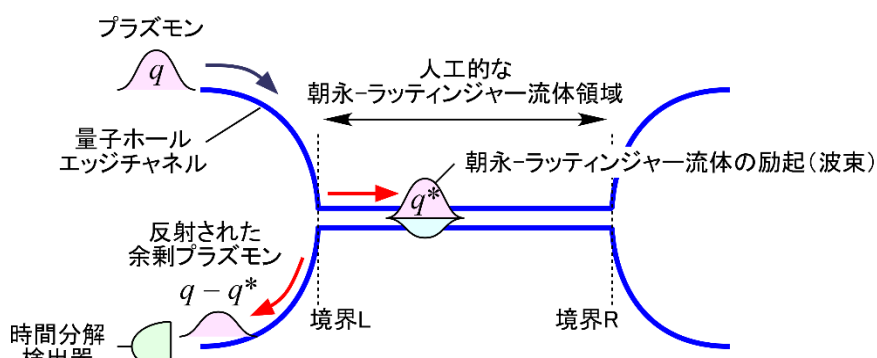 プラズモン
q
人工的な
朝永−ラッティンジャー流体領域
量子ホール
エッジチャネル
朝永−ラッティンジャー流体の励起(波束)
q*
反射された
余剰プラズモン
q − q*
境界L
境界R
時間分解
検出器